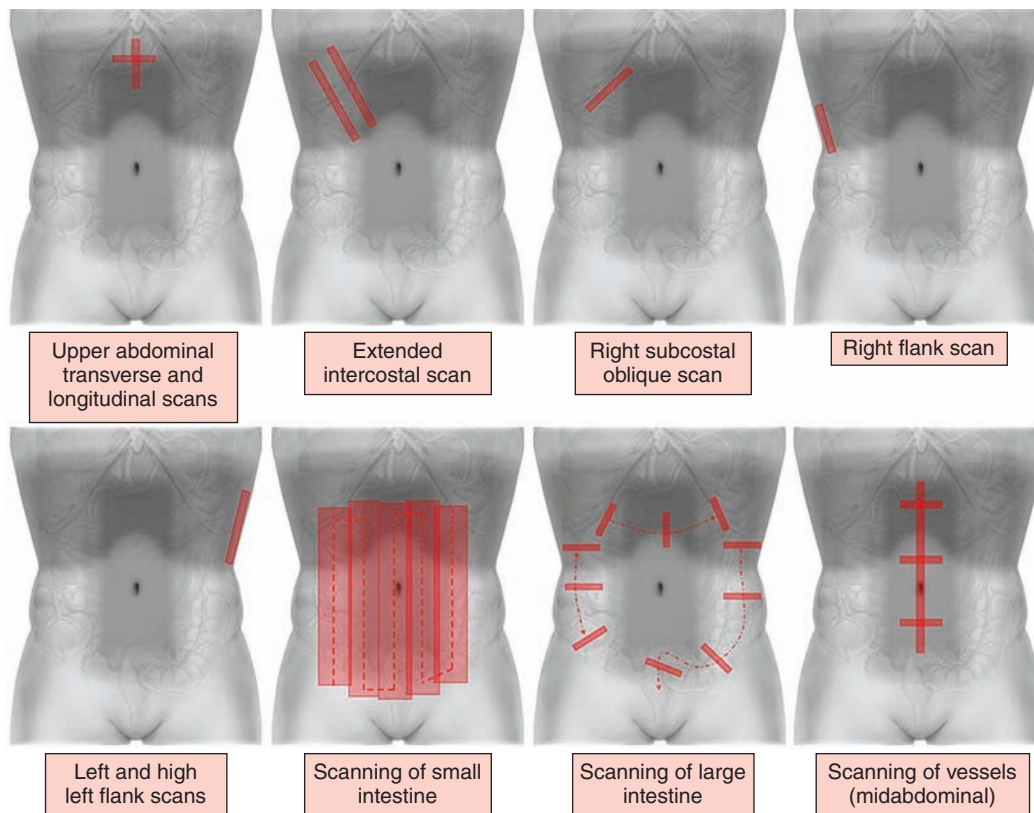 Upper abdominal
transverse and
longitudinal scans
Extended
intercostal scan
Right subcostal
oblique scan
Right flank scan
Left and high
left flank scans
Scanning of small
intestine
Scanning of large
intestine
Scanning of vessels
(midabdominal)